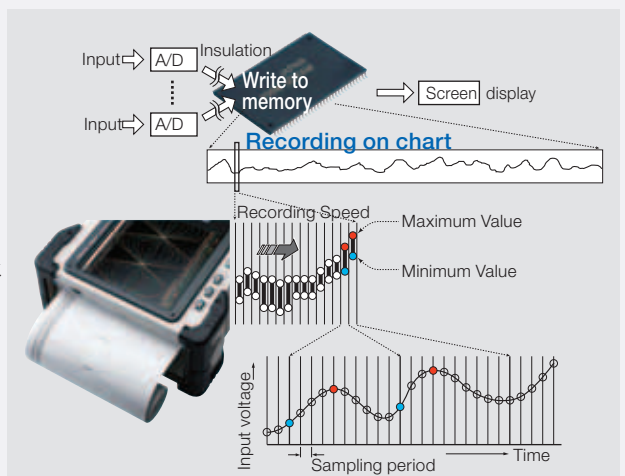 Input
A/D
Insulation
Write to
memory
Screen display
Input
A/D
Recording on chart
Recording Speed
Maximum Value
Minimum Value
Input voltage
Time
Sampling period